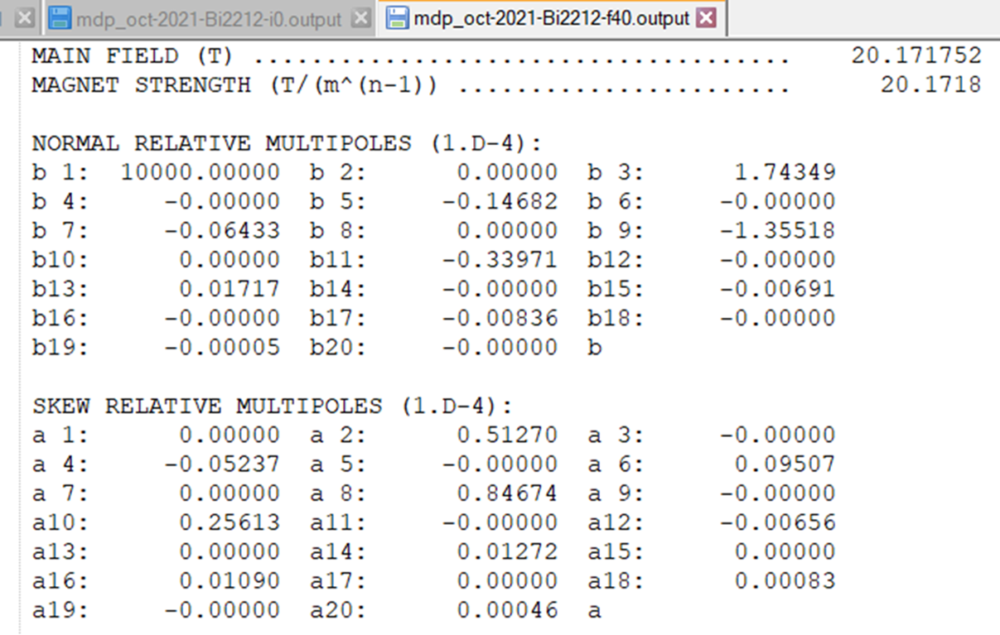 mdp_oct-2021-Bi2212-i0.output mdp_oct-2021-Bi2212-f40.output
MAIN FIELD (T) ..................................... 20.171752
MAGNET STRENGTH (T/(m^(n-1)) ....................... 20.1718
NORMAL RELATIVE MULTIPOLES (1.D-4):
b 1: 10000.00000 b 2: 0.00000 b 3: 1.74349
b 4: -0.00000 b 5: -0.14682 b 6: -0.00000
b 7: -0.06433 b 8: 0.00000 b 9: -1.35518
b10: 0.00000 b11: -0.33971 b12: -0.00000
b13: 0.01717 b14: -0.00000 b15: -0.00691
b16: -0.00000 b17: -0.00836 b18: -0.00000
b19: -0.00005 b20: -0.00000 b
SKEW RELATIVE MULTIPOLES (1.D-4):
a 1: 0.00000 a 2: 0.51270 a 3: -0.00000
a 4: -0.05237 a 5: -0.00000 a 6: 0.09507
a 7: 0.00000 a 8: 0.84674 a 9: -0.00000
a10: 0.25613 a11: -0.00000 a12: -0.00656
a13: 0.00000 a14: 0.01272 a15: 0.00000
a16: 0.01090 a17: 0.00000 a18: 0.00083
a19: -0.00000 a20: 0.00046 a